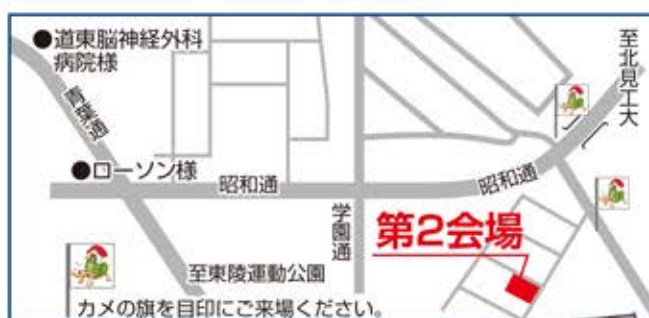 ●道東脳神経外科
病院様
至北見工大
青葉通
●ローソン様
昭和通
昭和通
学園通
第2会場
至東陵運動公園
カメの旗を目印にご来場ください。